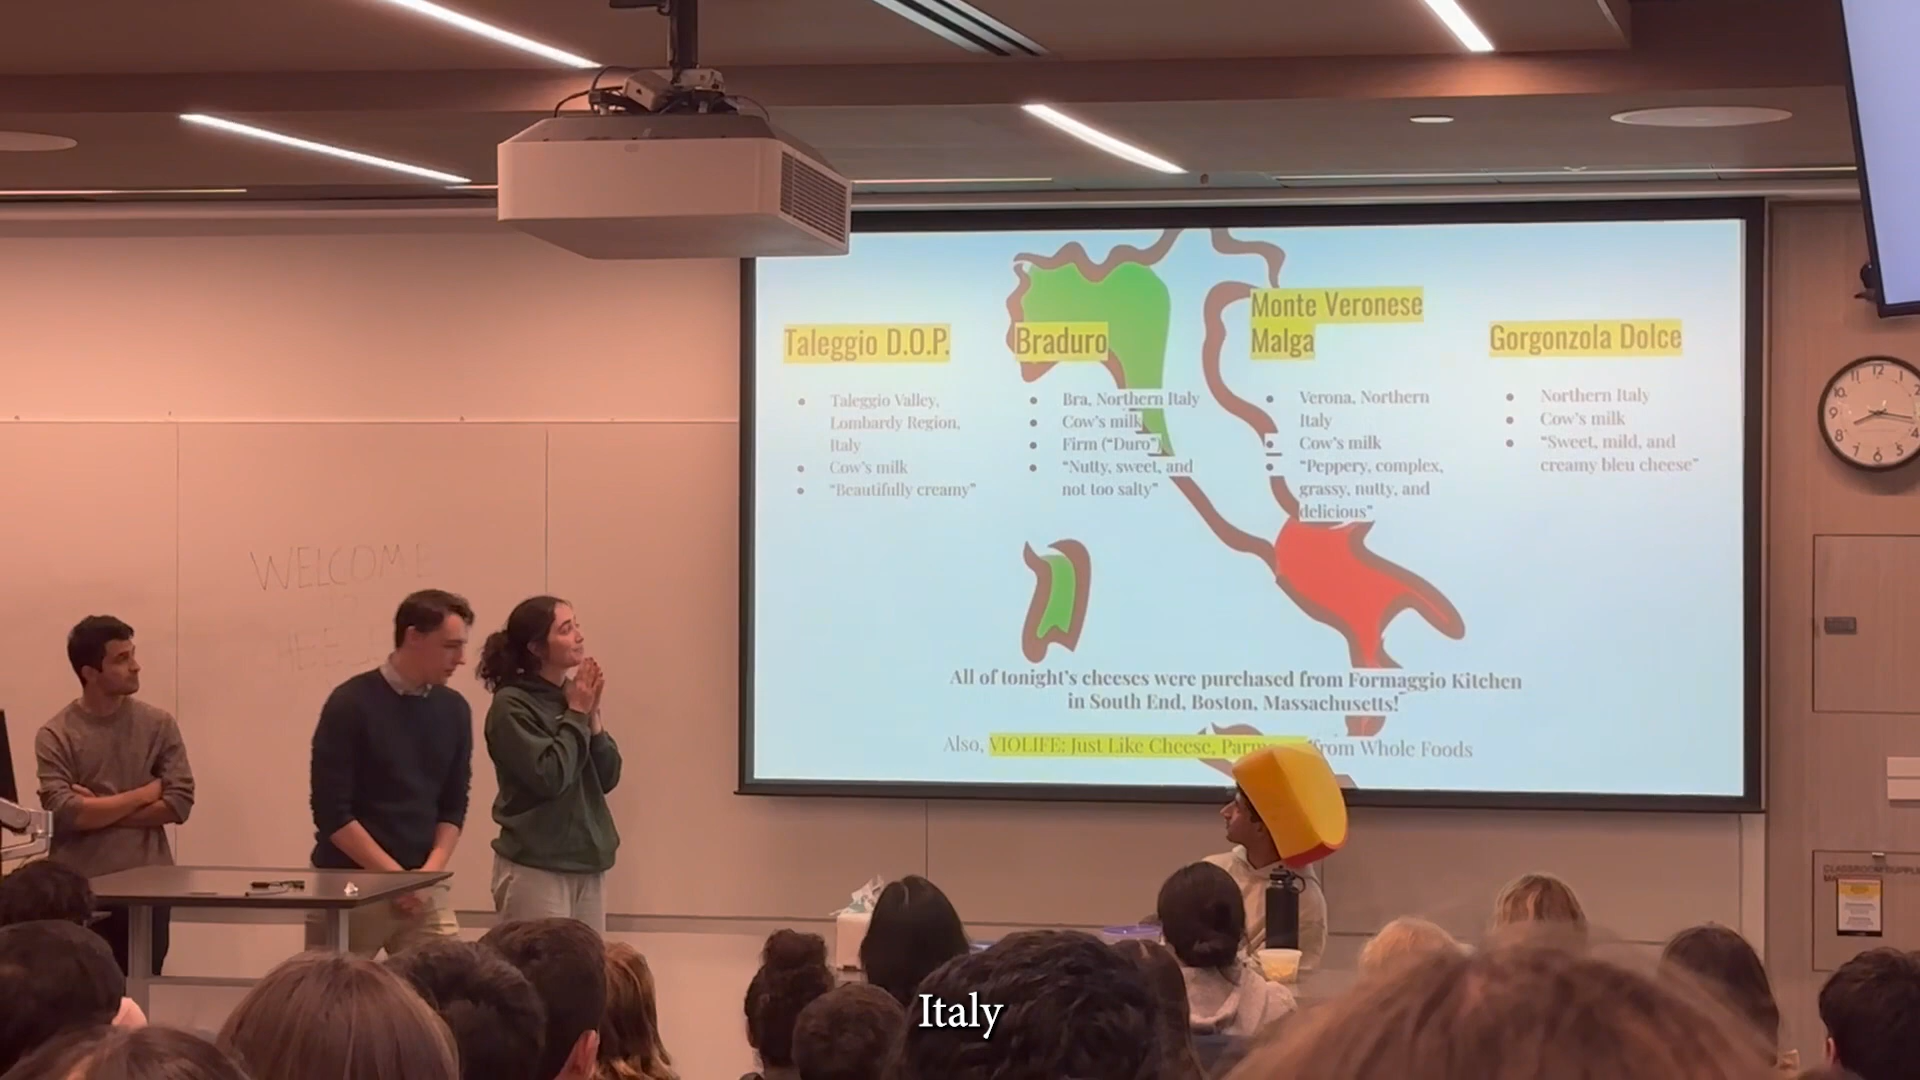 Taleggio D.O.P.
Taleggio Valley,
Lombardy Region,
Italy
Cow's milk
"Beautifully creamy"
Braduro
Bra, Northern Italy
Cow's milk
Firm ("Duro")
"Nutty, sweet, and
not too salty"
Monte Veronese
Malga
Verona, Northern
Italy
Cow's milk
"Peppery, complex,
grassy, nutty, and
delicious"
Gorgonzola Dolce
Northern Italy
Cow's milk
"Sweet, mild, and
creamy bleu cheese"
All of tonight's cheeses were purchased from Formaggio Kitchen
in South End, Boston, Massachusetts!
Also, VIOLIFE: Just Like Cheese, from Whole Foods
WELCOME
CLASSROOM
Italy